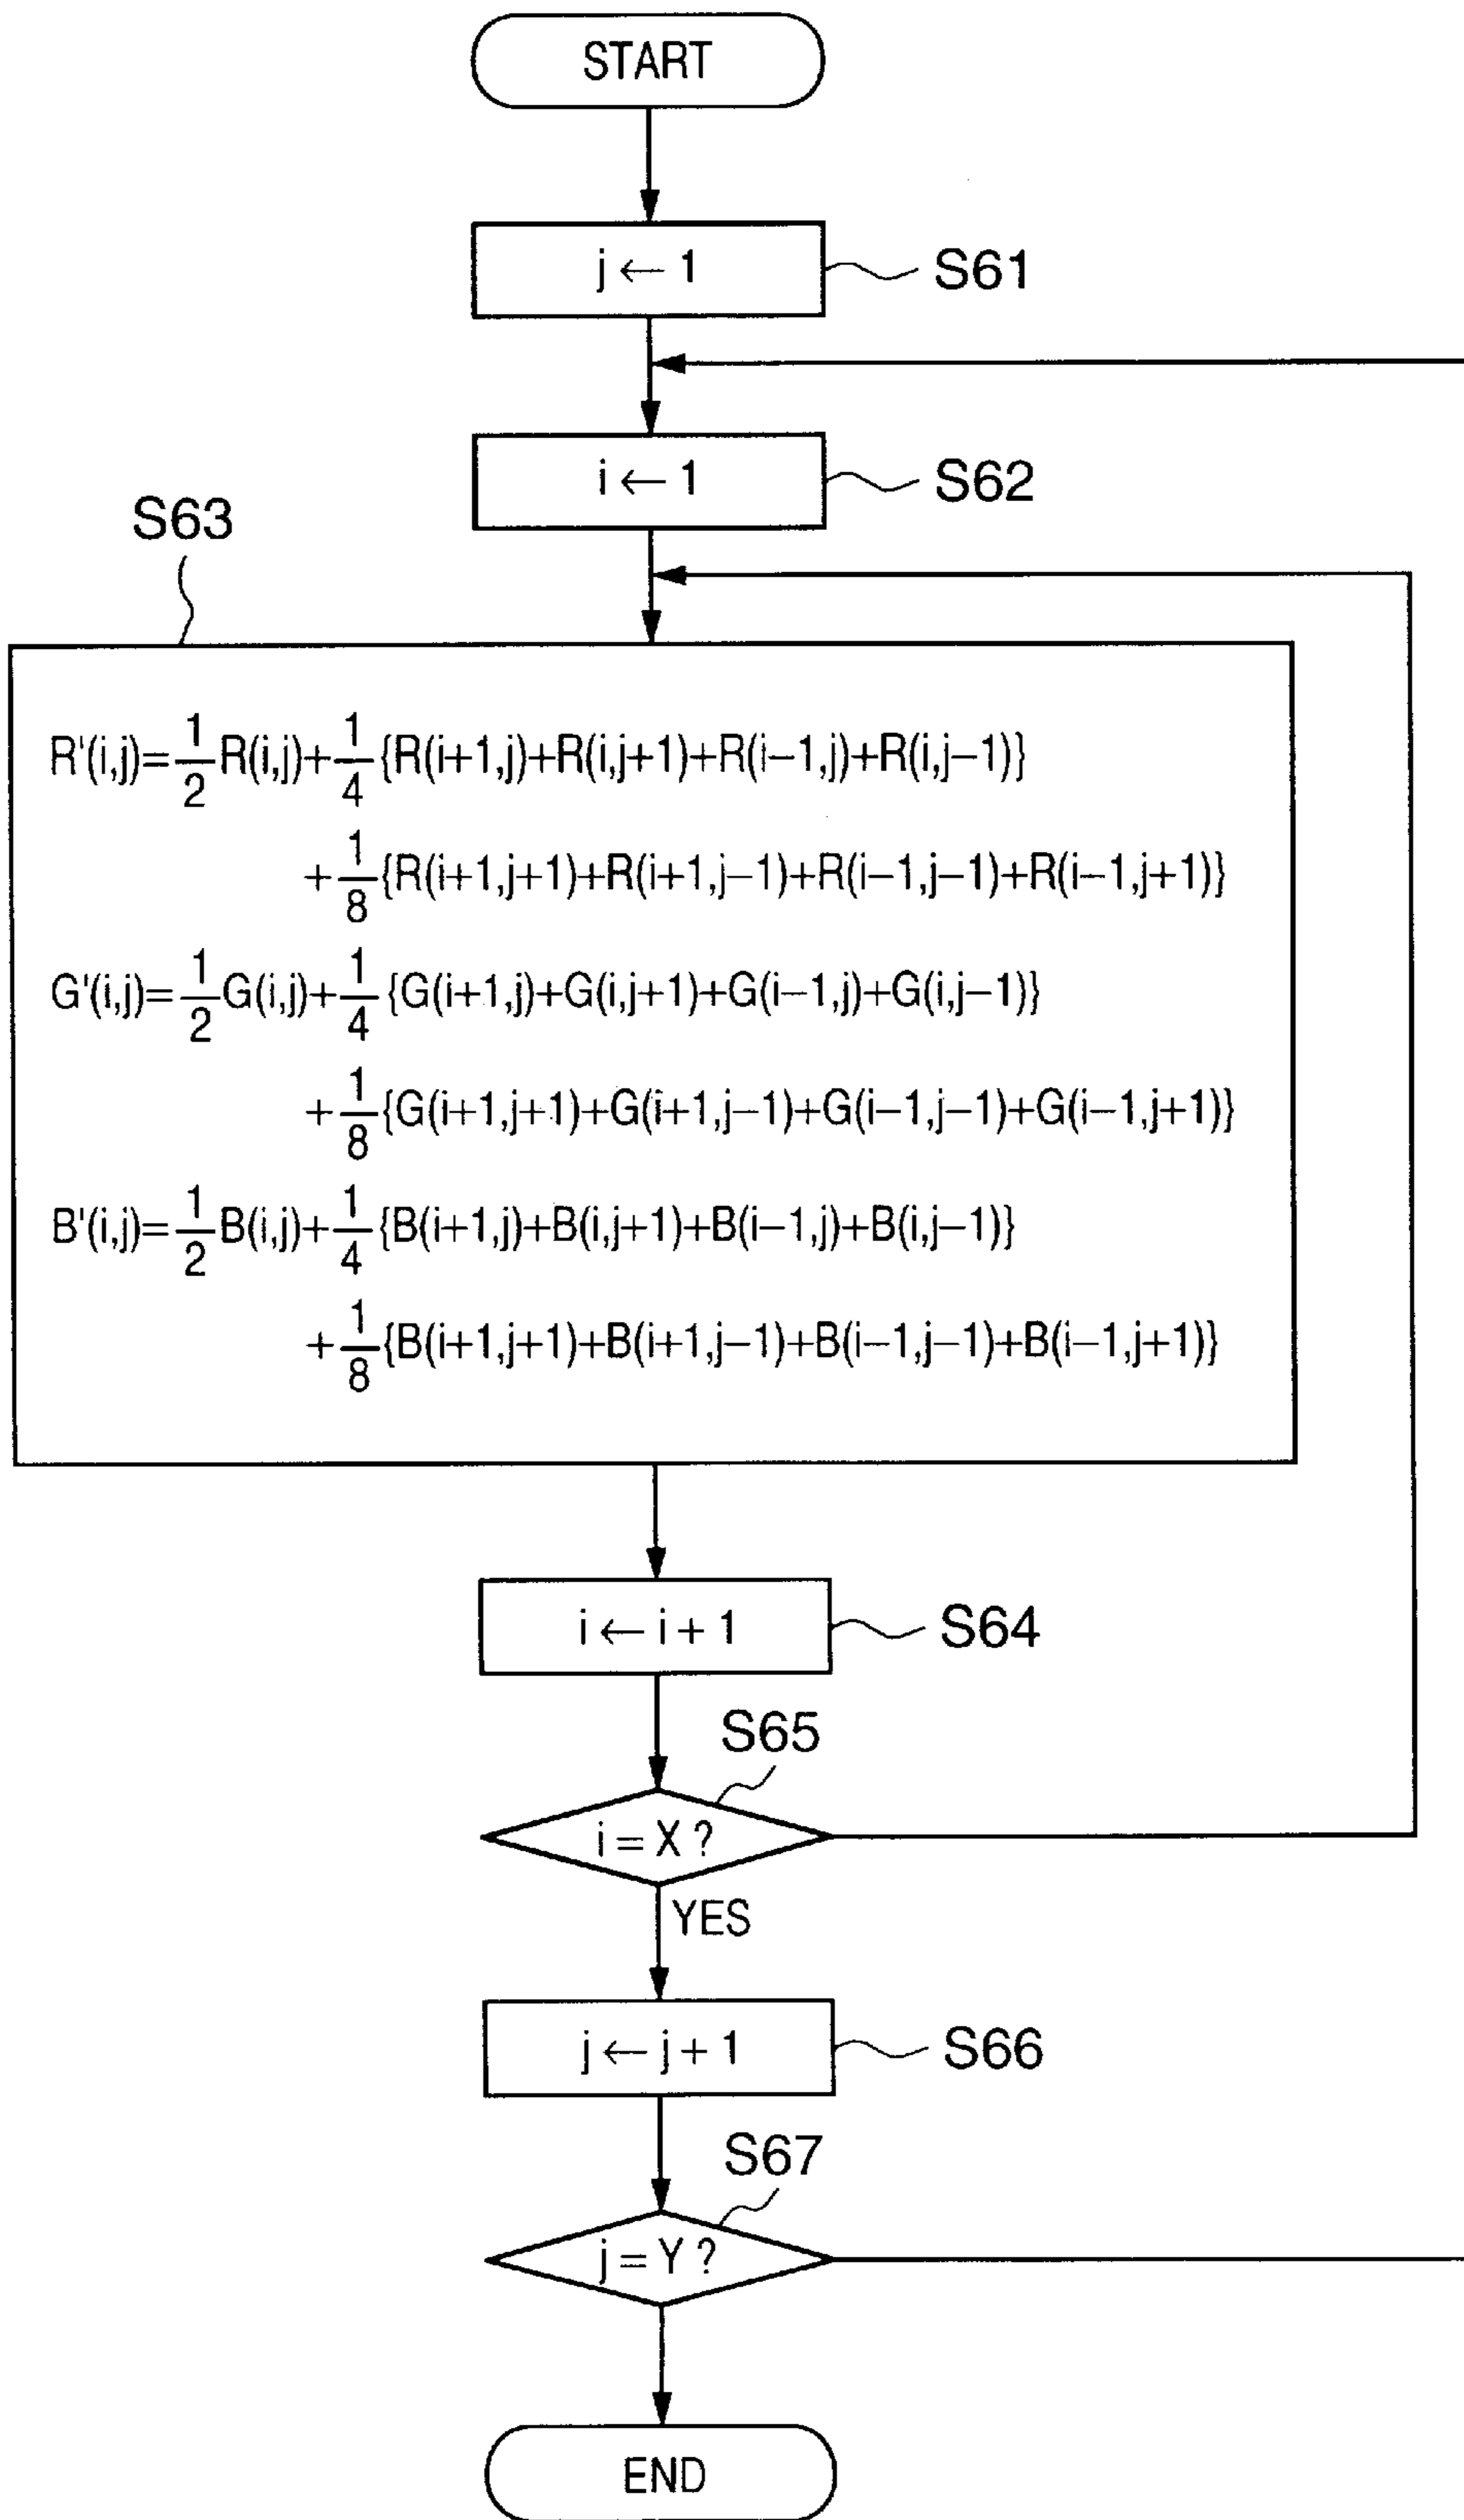 START
j ← 1 S61
i ← 1 S62
S63
R'(i,j)=1/2 R(i,j)+1/4 {R(i+1,j)+R(i,j+1)+R(i−1,j)+R(i,j−1)}
+1/8 {R(i+1,j+1)+R(i+1,j−1)+R(i−1,j−1)+R(i−1,j+1)}
G'(i,j)=1/2 G(i,j)+1/4 {G(i+1,j)+G(i,j+1)+G(i−1,j)+G(i,j−1)}
+1/8 {G(i+1,j+1)+G(i+1,j−1)+G(i−1,j−1)+G(i−1,j+1)}
B'(i,j)=1/2 B(i,j)+1/4 {B(i+1,j)+B(i,j+1)+B(i−1,j)+B(i,j−1)}
+1/8 {B(i+1,j+1)+B(i+1,j−1)+B(i−1,j−1)+B(i−1,j+1)}
i ← i + 1 S64
S65
i = X ?
YES
j ← j + 1 S66
S67
j = Y ?
END